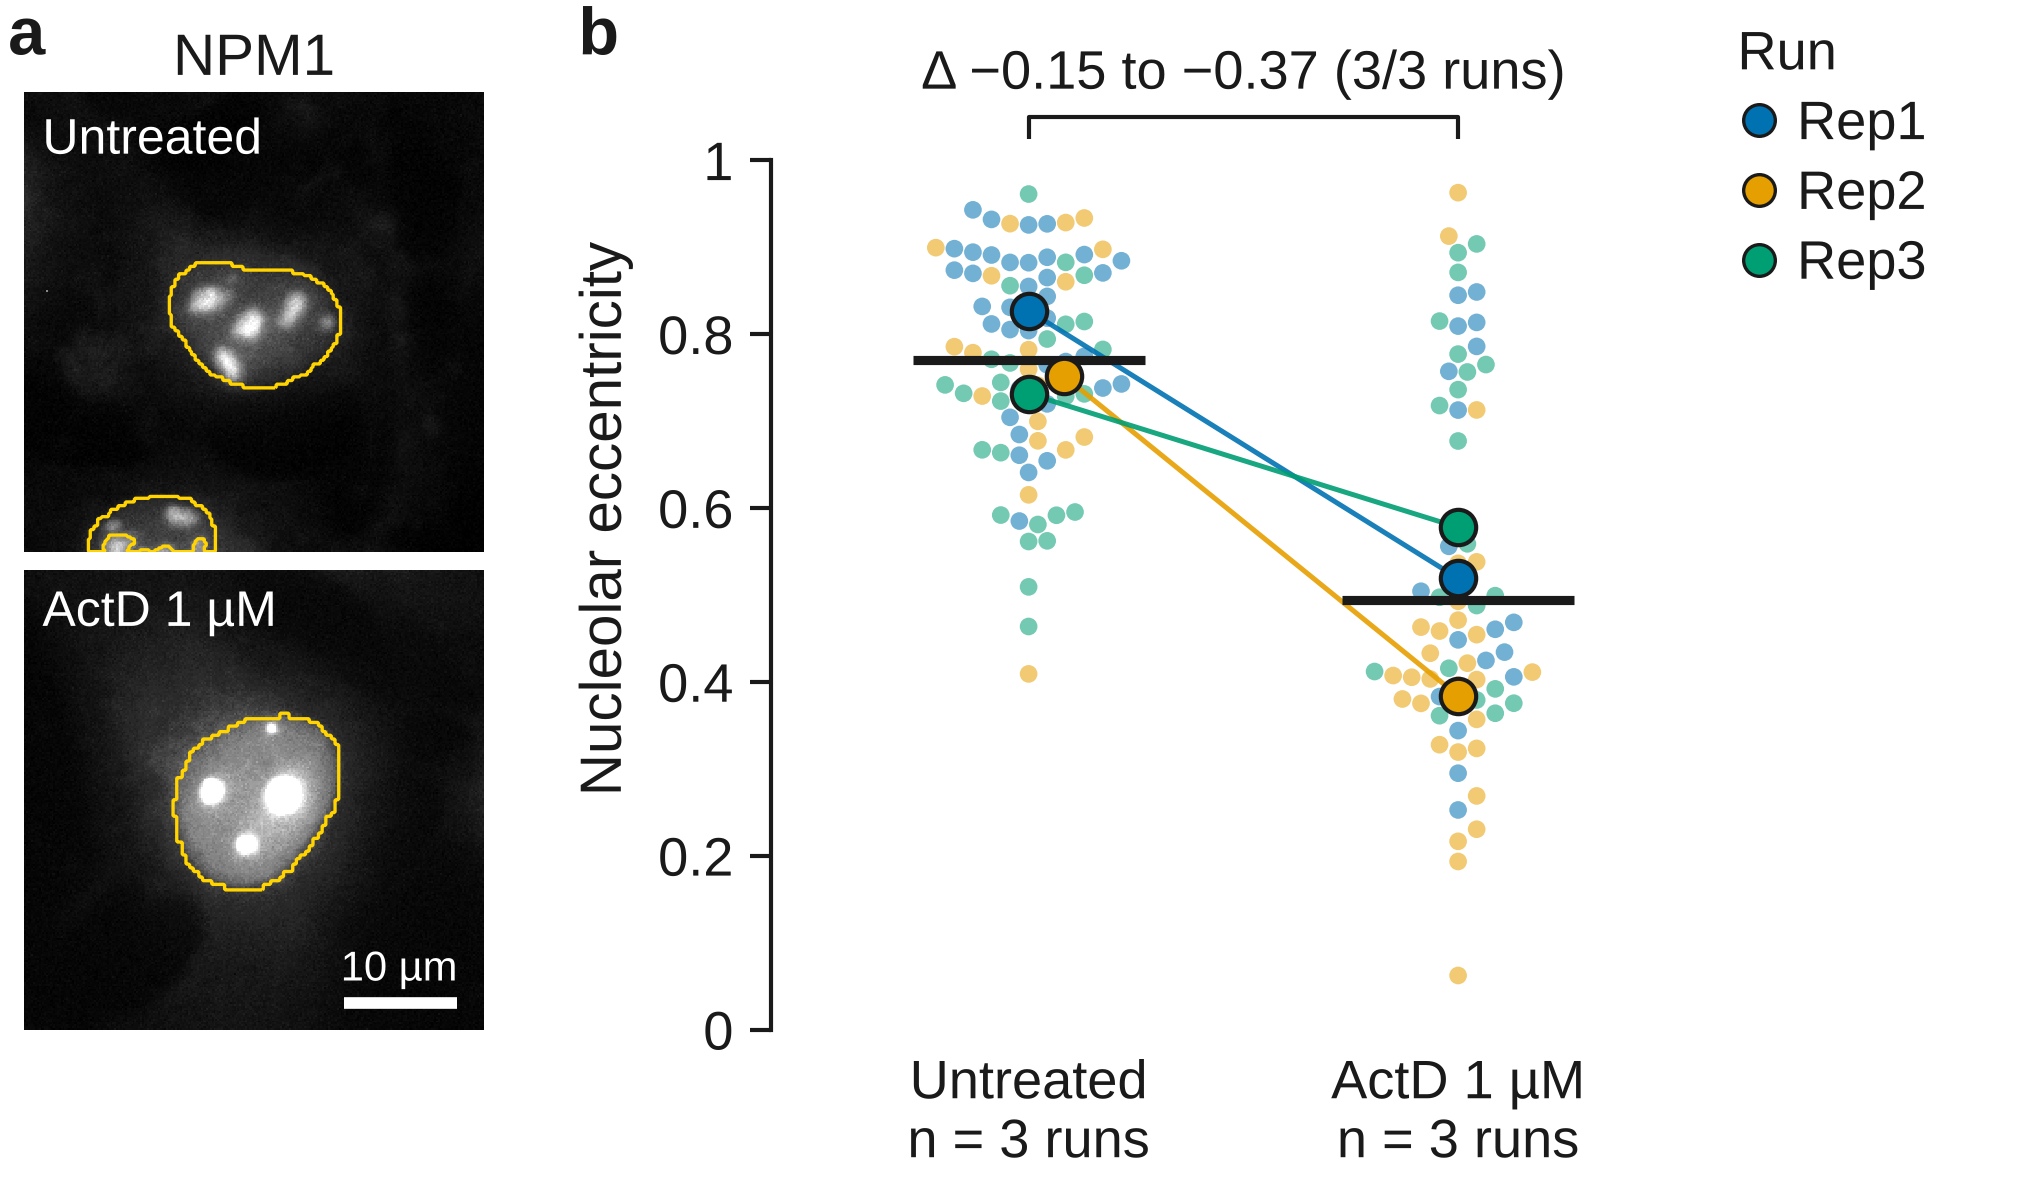 a
NPM1
Untreated
ActD 1 µM
10 µm
b
Δ −0.15 to −0.37 (3/3 runs)
Nucleolar eccentricity
1
0.8
0.6
0.4
0.2
0
Untreated
n = 3 runs
ActD 1 µM
n = 3 runs
Run
Rep1
Rep2
Rep3